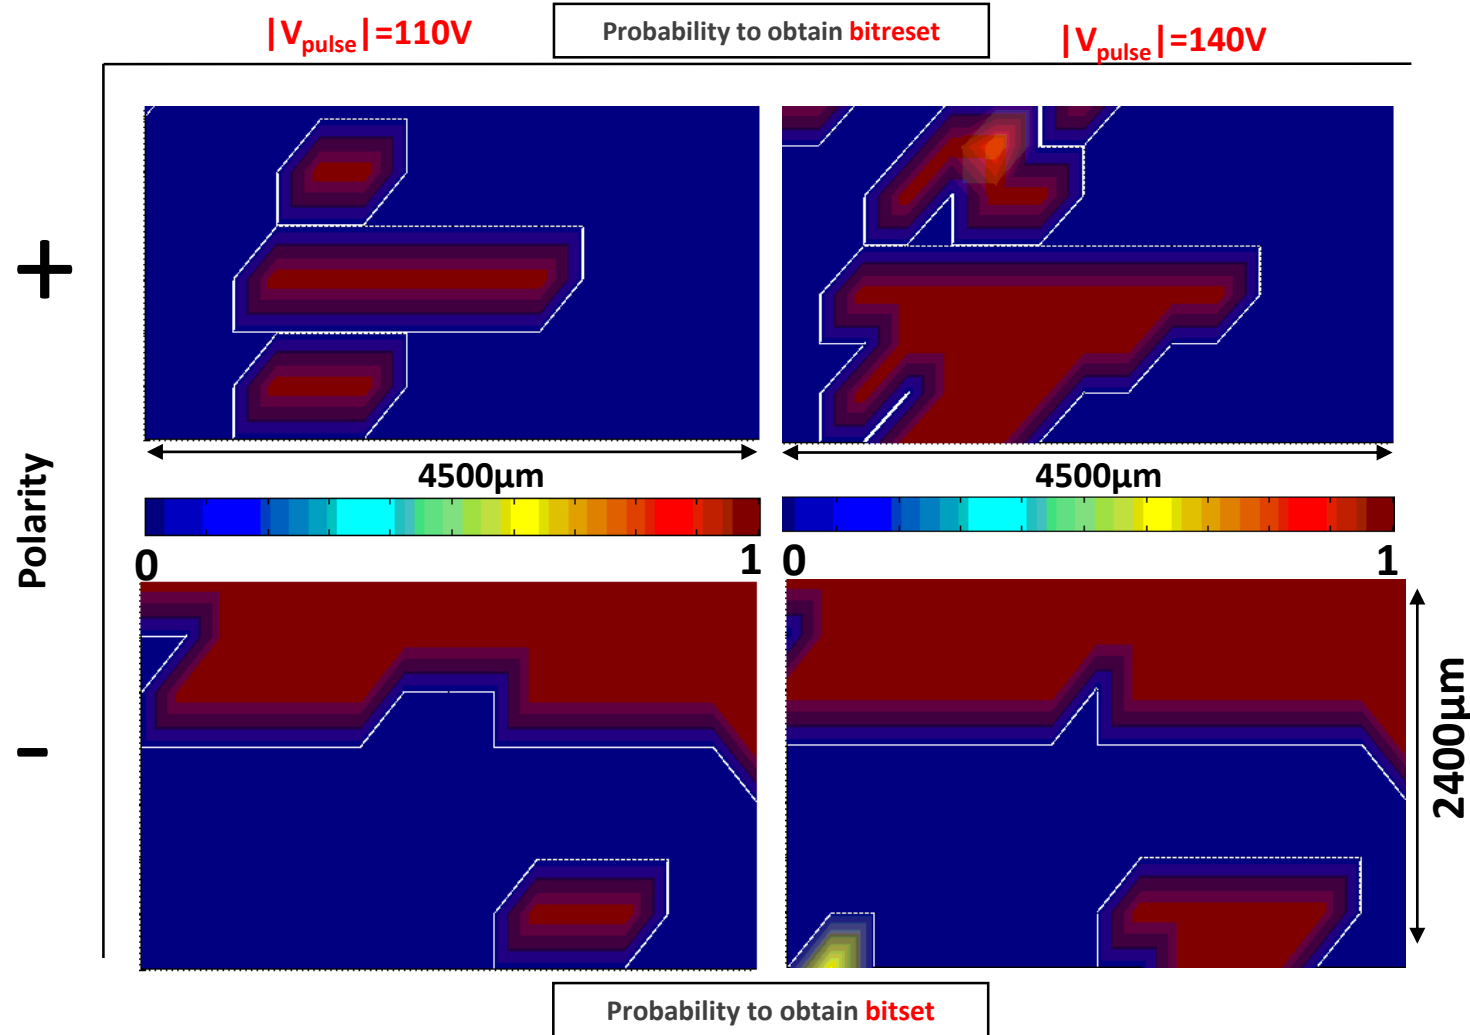 |Vpulse|=110V
Probability to obtain bitreset
|Vpulse|=140V
+
4500µm
4500µm
Polarity
0
1
0
1
-
2400µm
Probability to obtain bitset